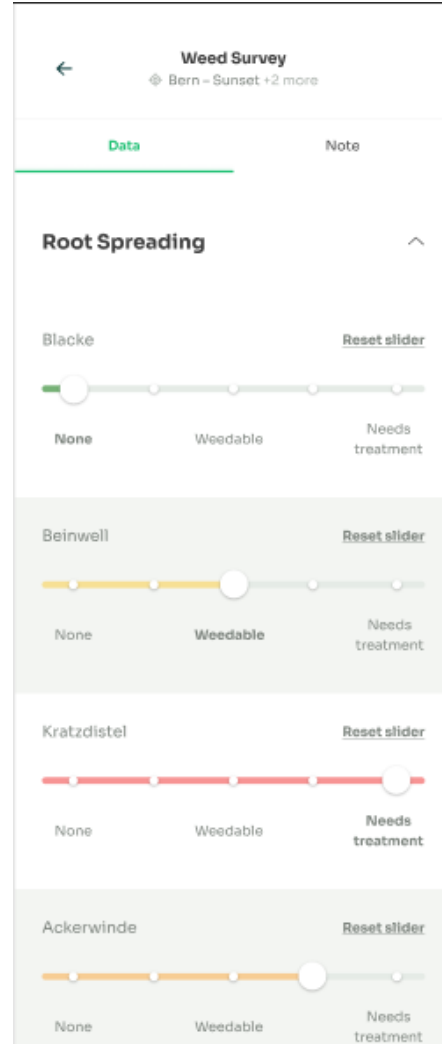 Weed Survey
Bern – Sunset +2 more
Data Note
Root Spreading
Blacke Reset slider
None Weedable Needs treatment
Beinwell Reset slider
None Weedable Needs treatment
Kratzdistel Reset slider
None Weedable Needs treatment
Ackerwinde Reset slider
None Weedable Needs treatment